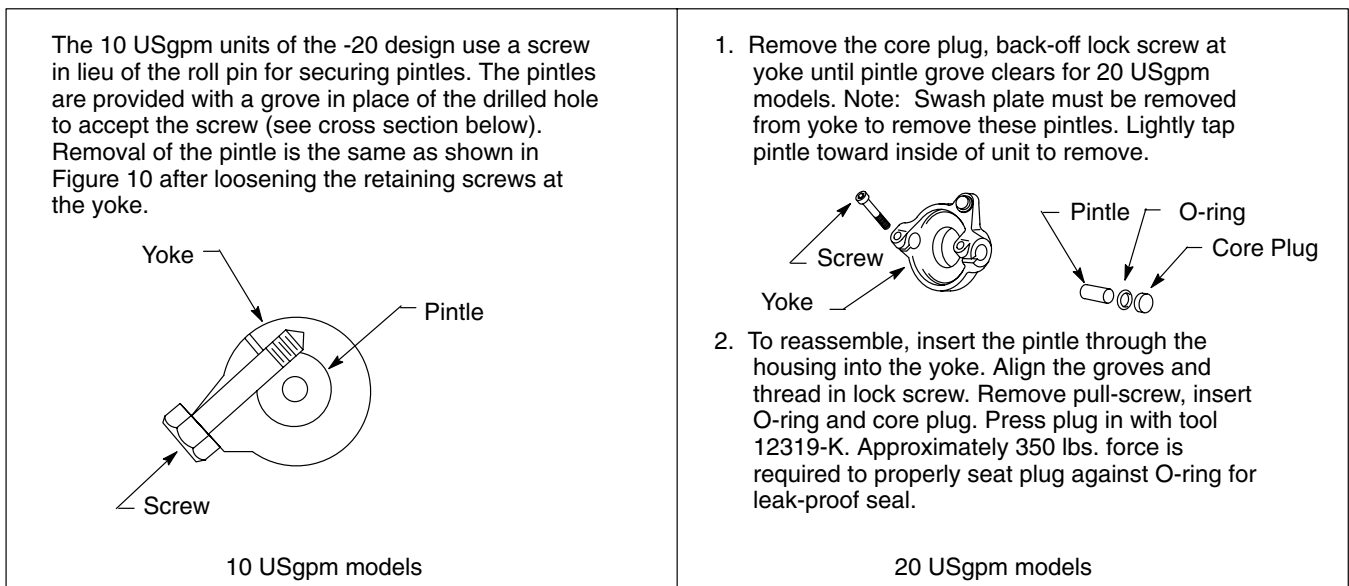 The 10 USgpm units of the -20 design use a screw
in lieu of the roll pin for securing pintles. The pintles
are provided with a grove in place of the drilled hole
to accept the screw (see cross section below).
Removal of the pintle is the same as shown in
Figure 10 after loosening the retaining screws at
the yoke.
Yoke
Pintle
Screw
10 USgpm models
1. Remove the core plug, back-off lock screw at
yoke until pintle grove clears for 20 USgpm
models. Note: Swash plate must be removed
from yoke to remove these pintles. Lightly tap
pintle toward inside of unit to remove.
Pintle
O-ring
Core Plug
Screw
Yoke
2. To reassemble, insert the pintle through the
housing into the yoke. Align the groves and
thread in lock screw. Remove pull-screw, insert
O-ring and core plug. Press plug in with tool
12319-K. Approximately 350 lbs. force is
required to properly seat plug against O-ring for
leak-proof seal.
20 USgpm models